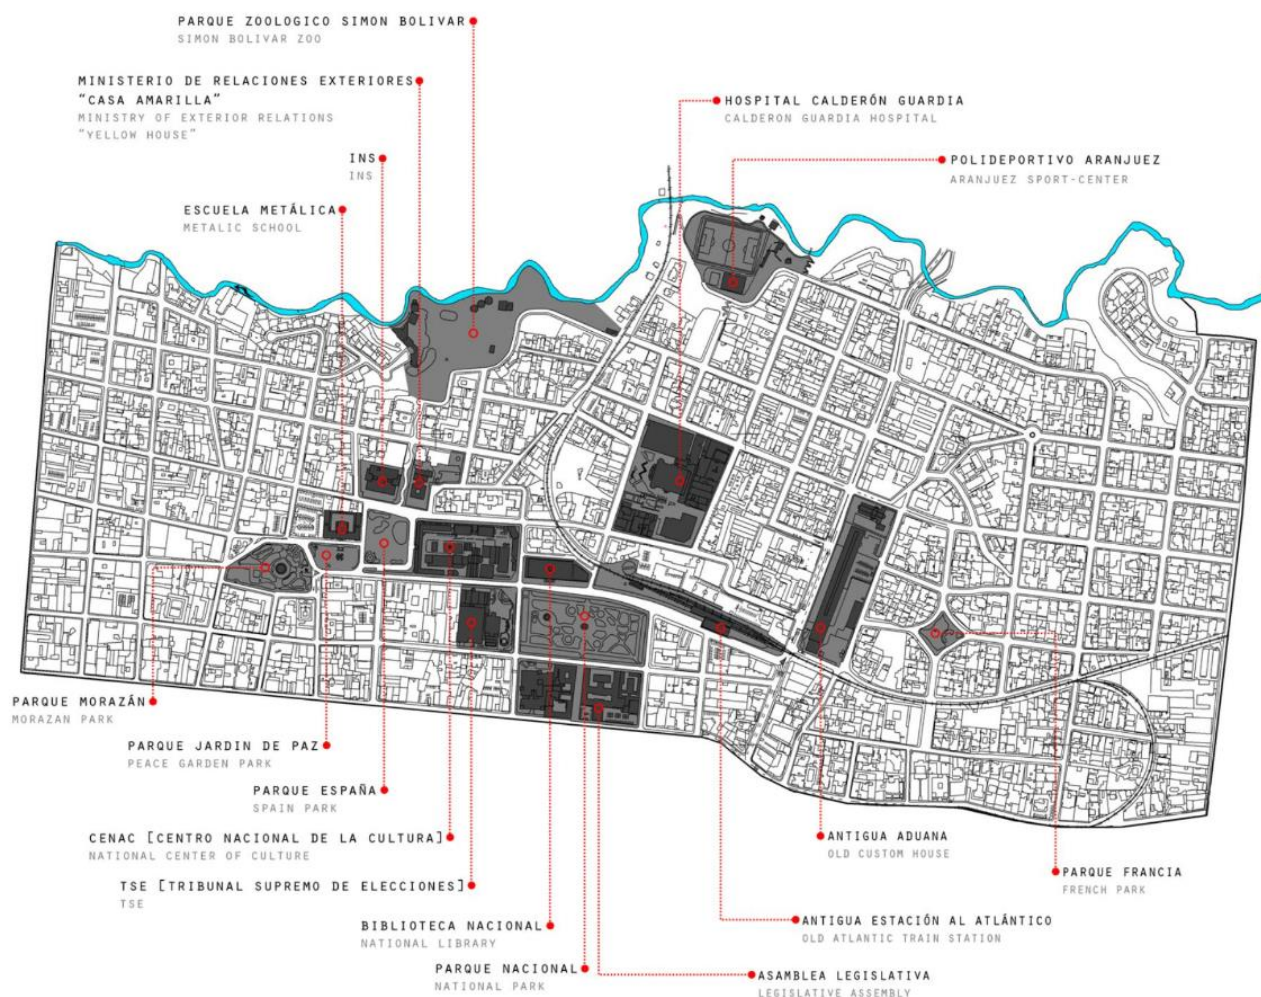 PARQUE ZOOLOGICO SIMON BOLIVAR
SIMON BOLIVAR ZOO
MINISTERIO DE RELACIONES EXTERIORES
“CASA AMARILLA”
MINISTRY OF EXTERIOR RELATIONS
“YELLOW HOUSE”
HOSPITAL CALDERÓN GUARDIA
CALDERON GUARDIA HOSPITAL
INS
INS
POLIDEPORTIVO ARANJUEZ
ARANJUEZ SPORT-CENTER
ESCUELA METÁLICA
METALIC SCHOOL
PARQUE MORAZÁN
MORAZAN PARK
PARQUE JARDIN DE PAZ
PEACE GARDEN PARK
PARQUE ESPAÑA
SPAIN PARK
CENAC [CENTRO NACIONAL DE LA CULTURA]
NATIONAL CENTER OF CULTURE
ANTIGUA ADUANA
OLD CUSTOM HOUSE
TSE [TRIBUNAL SUPREMO DE ELECCIONES]
TSE
PARQUE FRANCIA
FRENCH PARK
BIBLIOTECA NACIONAL
NATIONAL LIBRARY
ANTIGUA ESTACIÓN AL ATLÁNTICO
OLD ATLANTIC TRAIN STATION
PARQUE NACIONAL
NATIONAL PARK
ASAMBLEA LEGISLATIVA
LEGISLATIVE ASSEMBLY